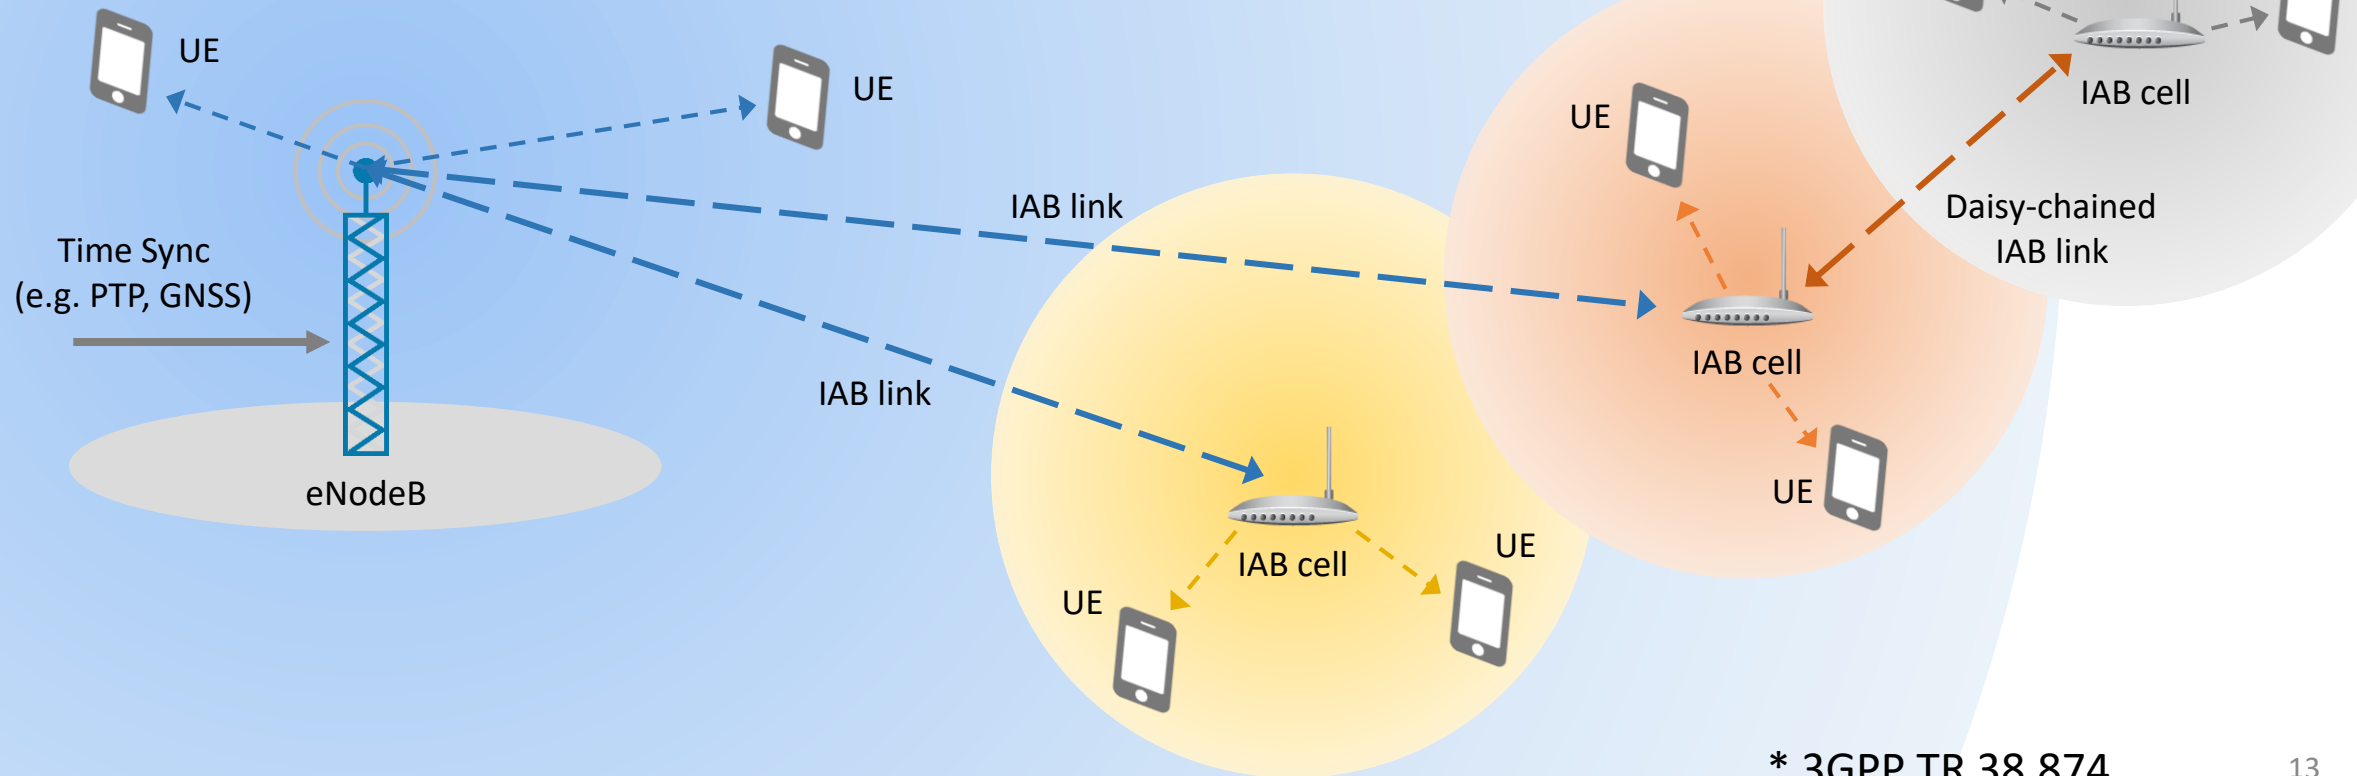 UE
UE
IAB cell
UE
Daisy-chained
IAB link
IAB link
Time Sync
(e.g. PTP, GNSS)
IAB cell
IAB link
eNodeB
UE
UE
IAB cell
UE
* 3GPP TR 38.874
13